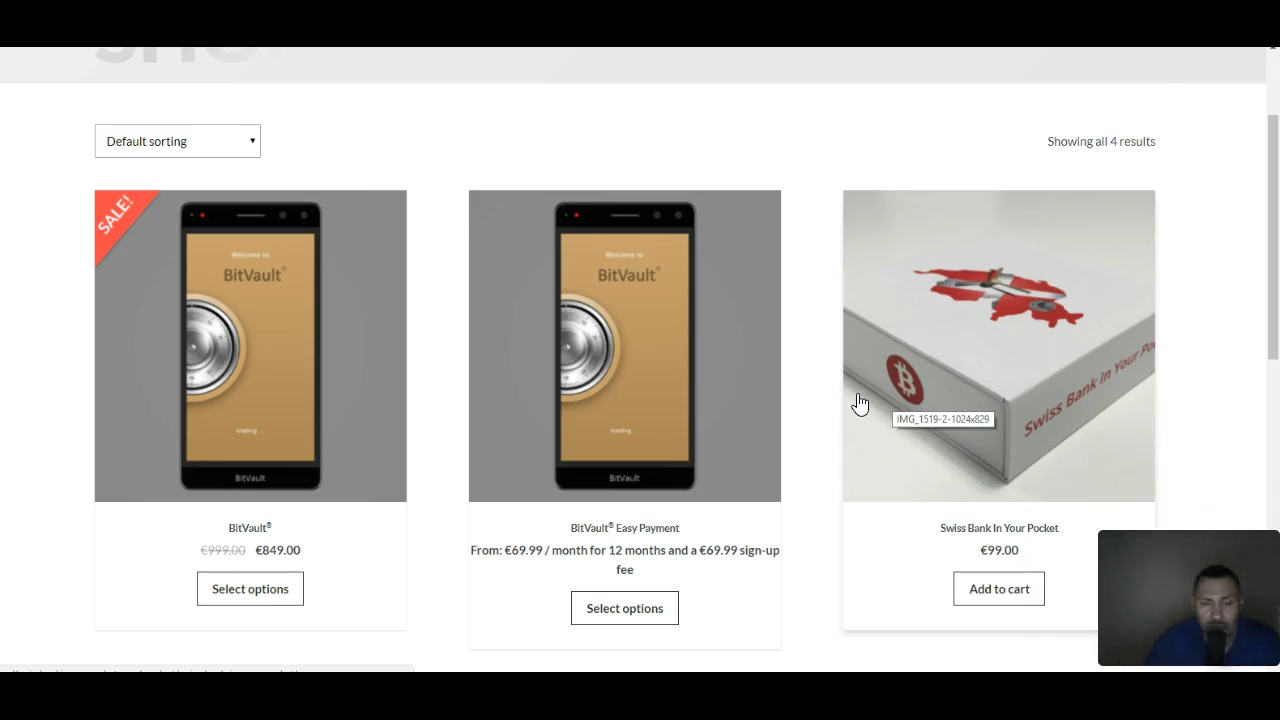 Default sorting
Showing all 4 results
SALE!
Welcome to
BitVault®
loading...
BitVault
Welcome to
BitVault®
loading...
BitVault
Swiss Bank In Your Po
IMG_1519-2-1024x829
BitVault®
€999.00 €849.00
Select options
BitVault® Easy Payment
From: €69.99 / month for 12 months and a €69.99 sign-up
fee
Select options
Swiss Bank In Your Pocket
€99.00
Add to cart